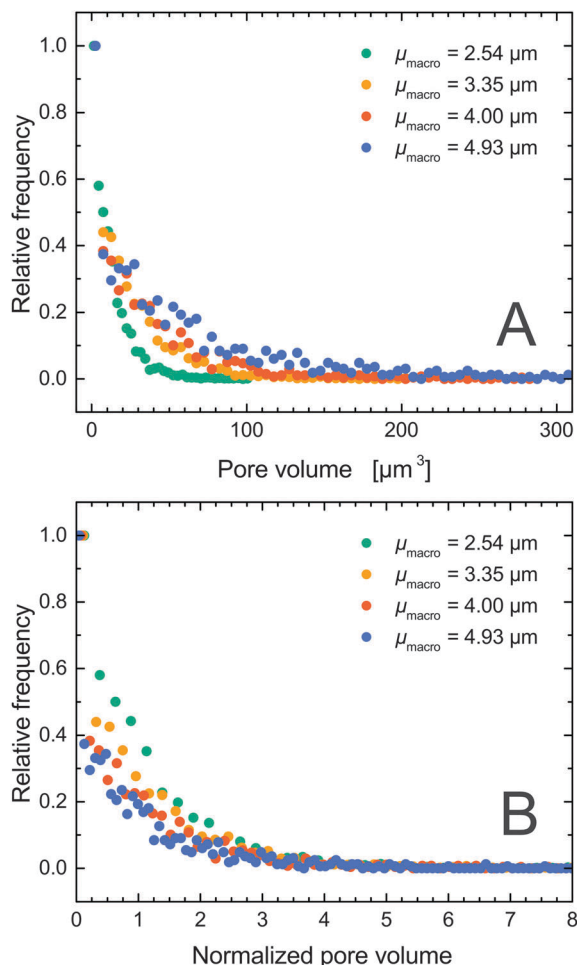 1.0
0.8
0.6
0.4
0.2
0.0
Relative frequency
μmacro = 2.54 μm
μmacro = 3.35 μm
μmacro = 4.00 μm
μmacro = 4.93 μm
A
0 100 200 300
Pore volume [μm³]
1.0
0.8
0.6
0.4
0.2
0.0
Relative frequency
μmacro = 2.54 μm
μmacro = 3.35 μm
μmacro = 4.00 μm
μmacro = 4.93 μm
B
0 1 2 3 4 5 6 7 8
Normalized pore volume